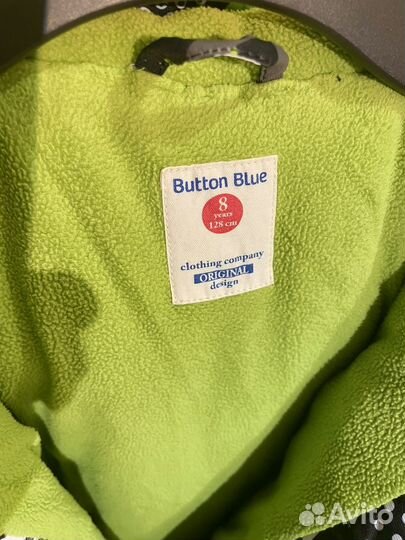 Button Blue
8
years
128 cm
clothing company
ORIGINAL
design
Avito